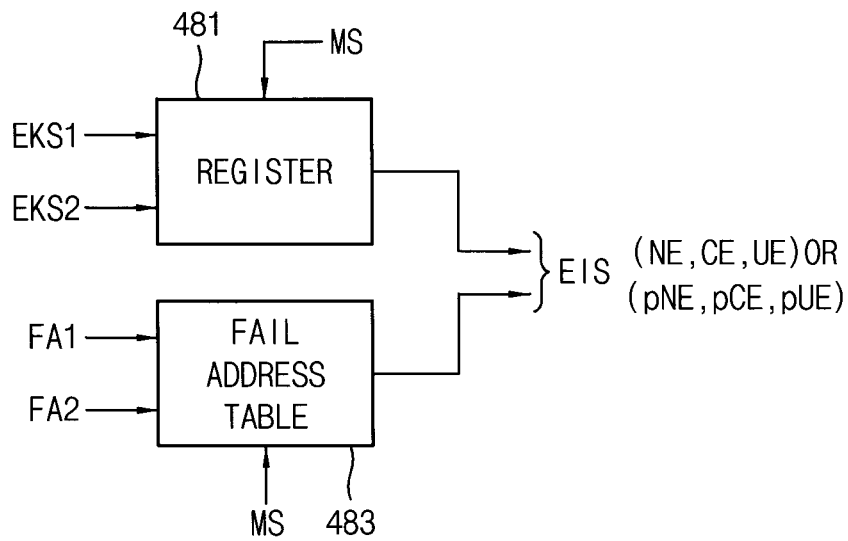 481
MS
EKS1
REGISTER
EKS2
EIS (NE,CE,UE)OR
(pNE,pCE,pUE)
FA1
FAIL
ADDRESS
TABLE
FA2
MS
483